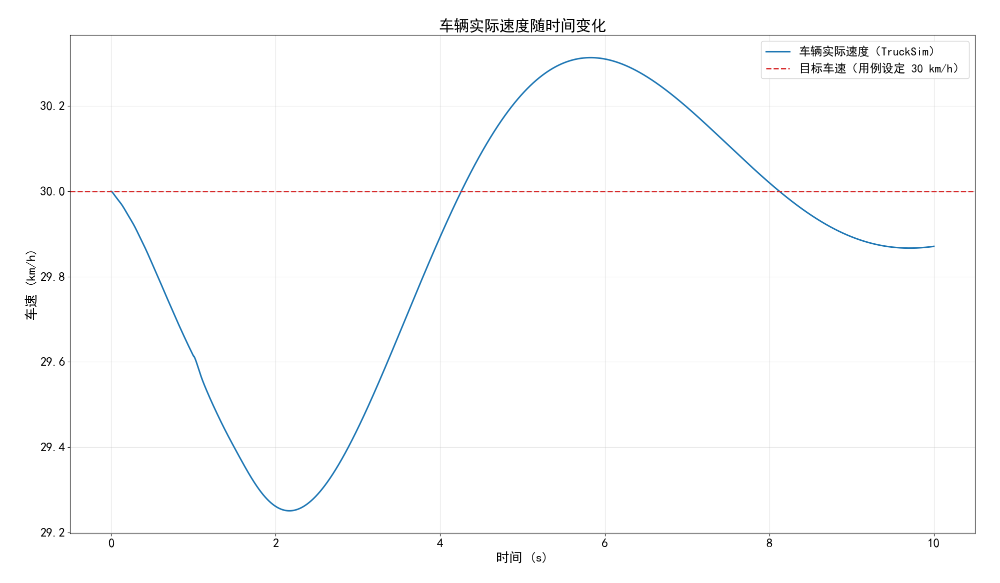 车辆实际速度随时间变化
车辆实际速度（TruckSim）
目标车速（用例设定 30 km/h）
车速 (km/h)
30.2
30.0
29.8
29.6
29.4
29.2
0 2 4 6 8 10
时间 (s)